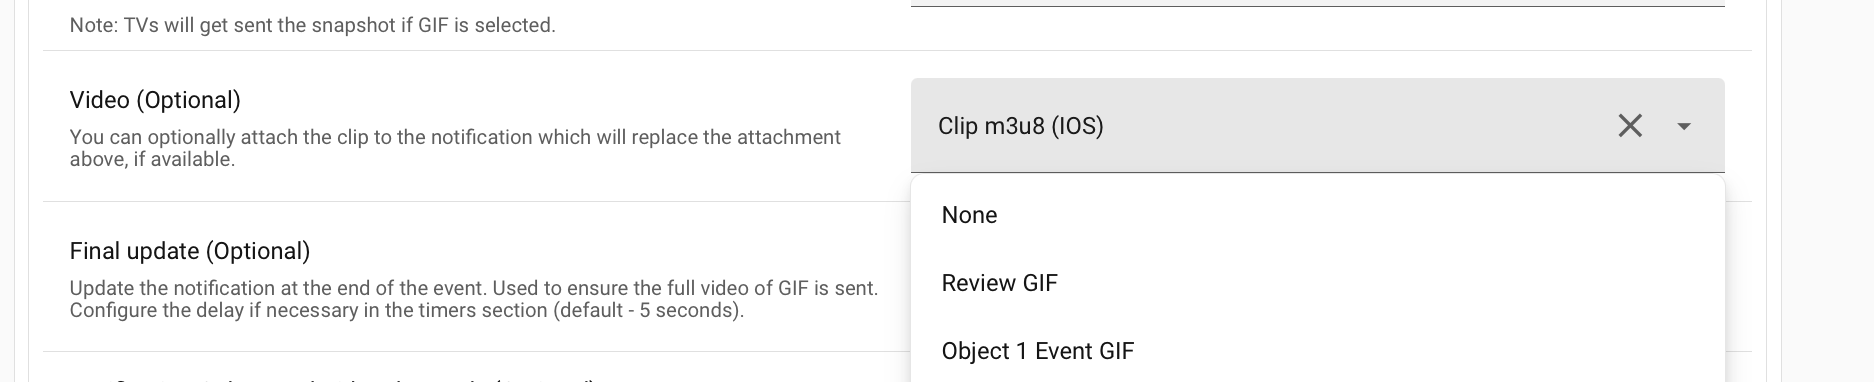 Note: TVs will get sent the snapshot if GIF is selected.
Video (Optional)
You can optionally attach the clip to the notification which will replace the attachment
above, if available.
Clip m3u8 (IOS)
None
Review GIF
Object 1 Event GIF
Final update (Optional)
Update the notification at the end of the event. Used to ensure the full video of GIF is sent.
Configure the delay if necessary in the timers section (default - 5 seconds).